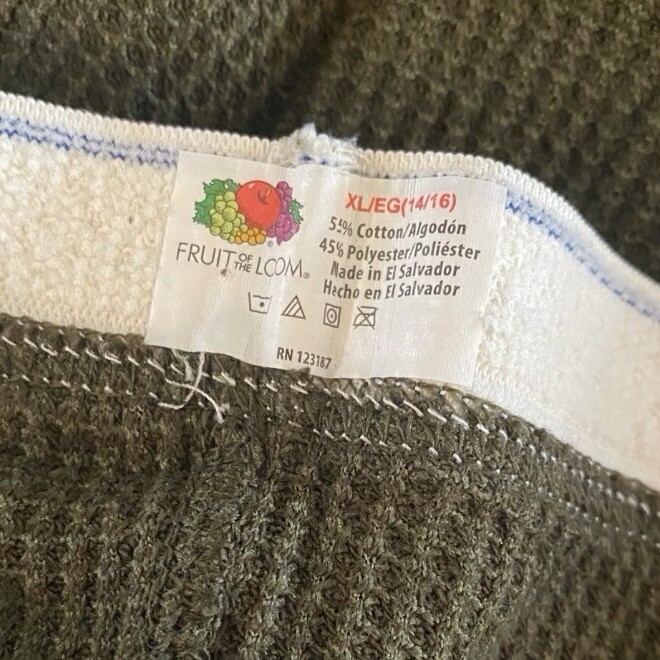 FRUIT OF THE LOOM®
XL/EG(14/16)
55% Cotton/Algodón
45% Polyester/Poliéster
Made in El Salvador
Hecho en El Salvador
RN 123187